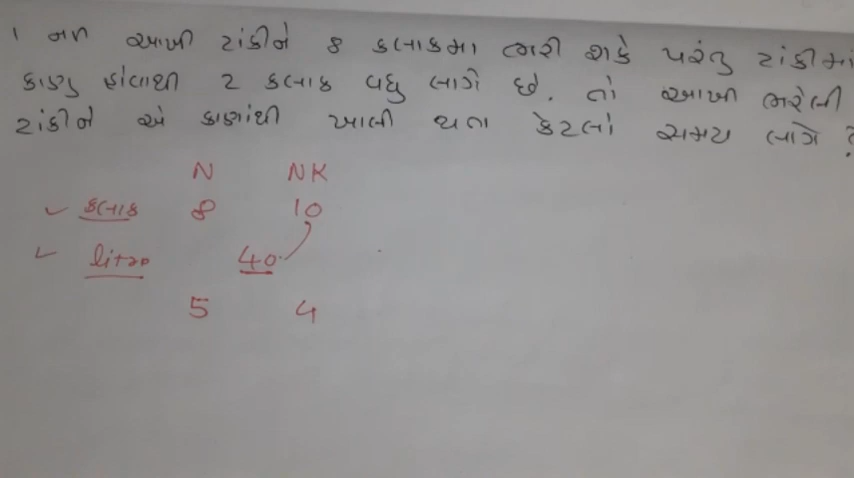 1 નળ આખી ટાંકીને 8 કલાકમા ભરી શકે પરંતુ ટાંકીમાં
કાણુ હોવાથી 2 કલાક વધુ લાગે છે. તો આખી ભરેલી
ટાંકીને એ કાણાંથી ખાલી થતા કેટલો સમય લાગે ?
N NK
✓ કલાક 8 10
✓ litre 40
5 4